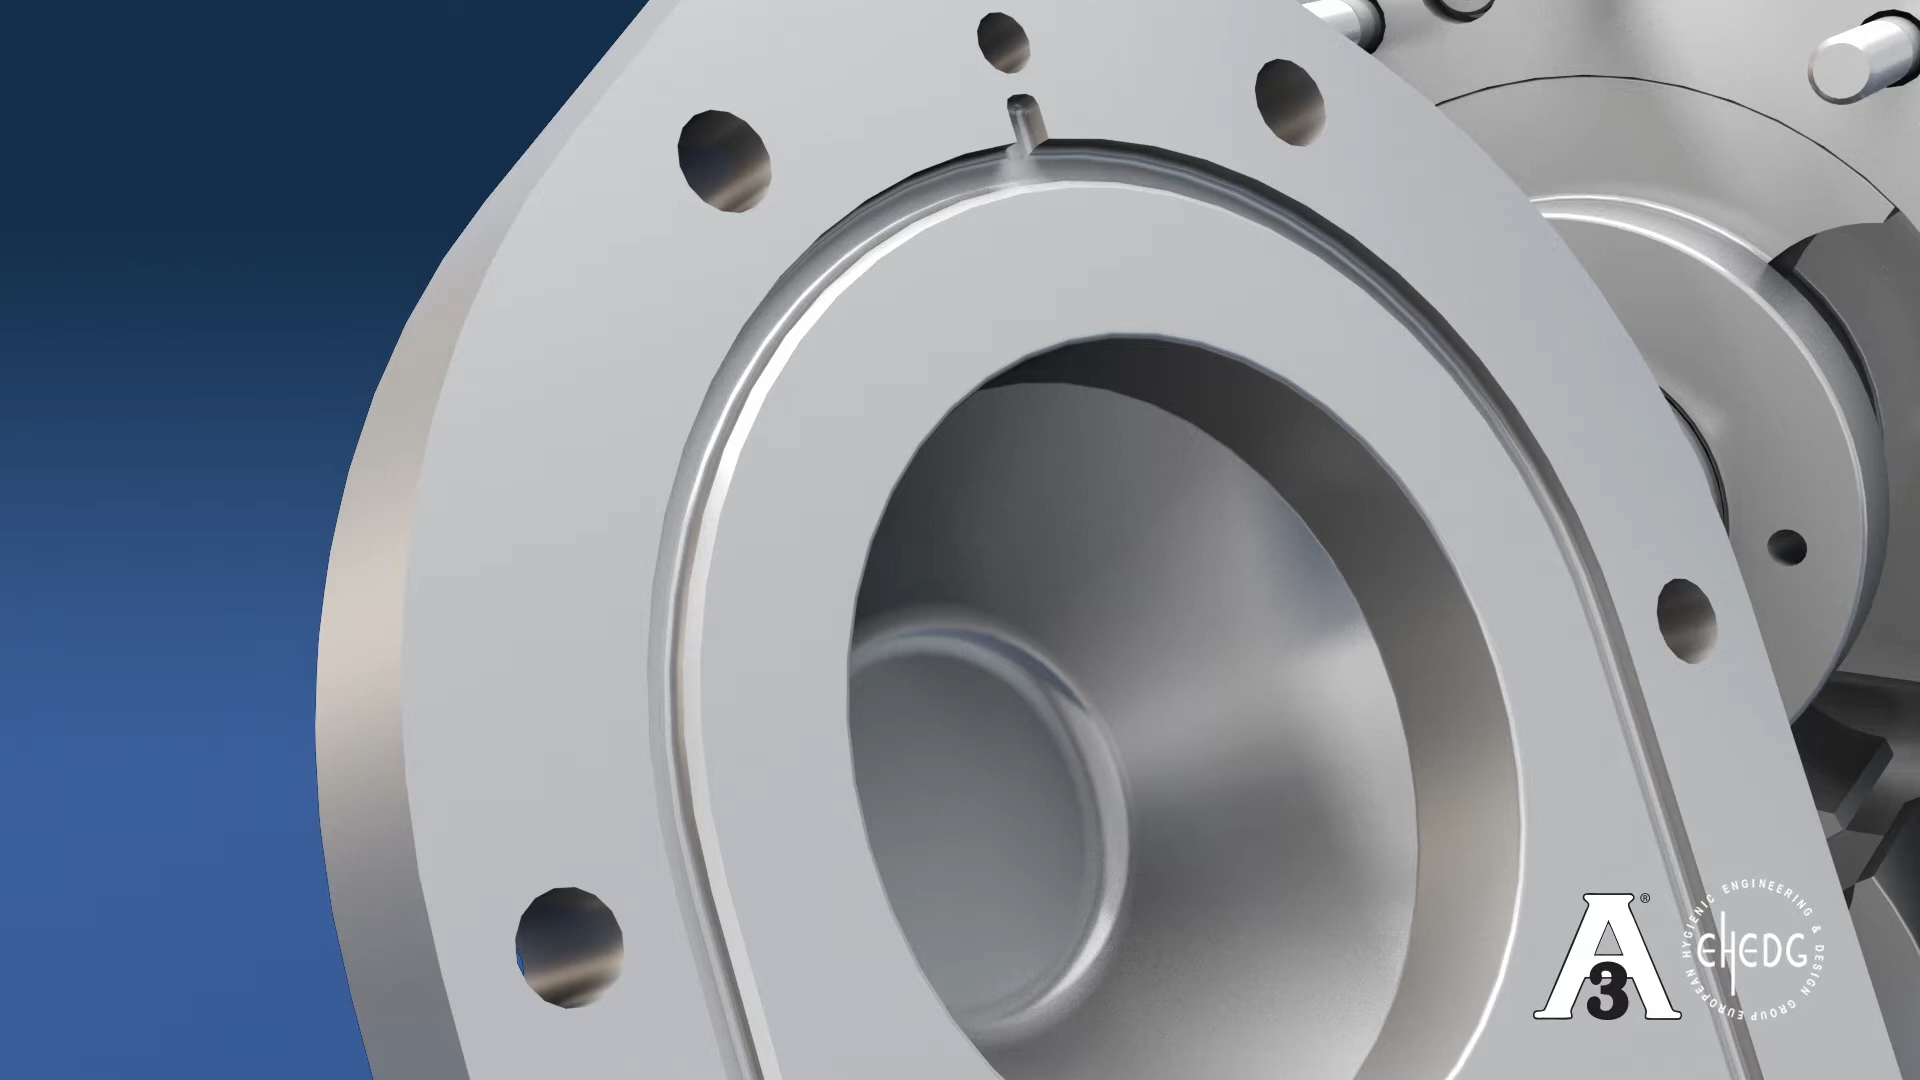 A ®
3
EUROPEAN HYGIENIC ENGINEERING & DESIGN GROUP
EHEDG